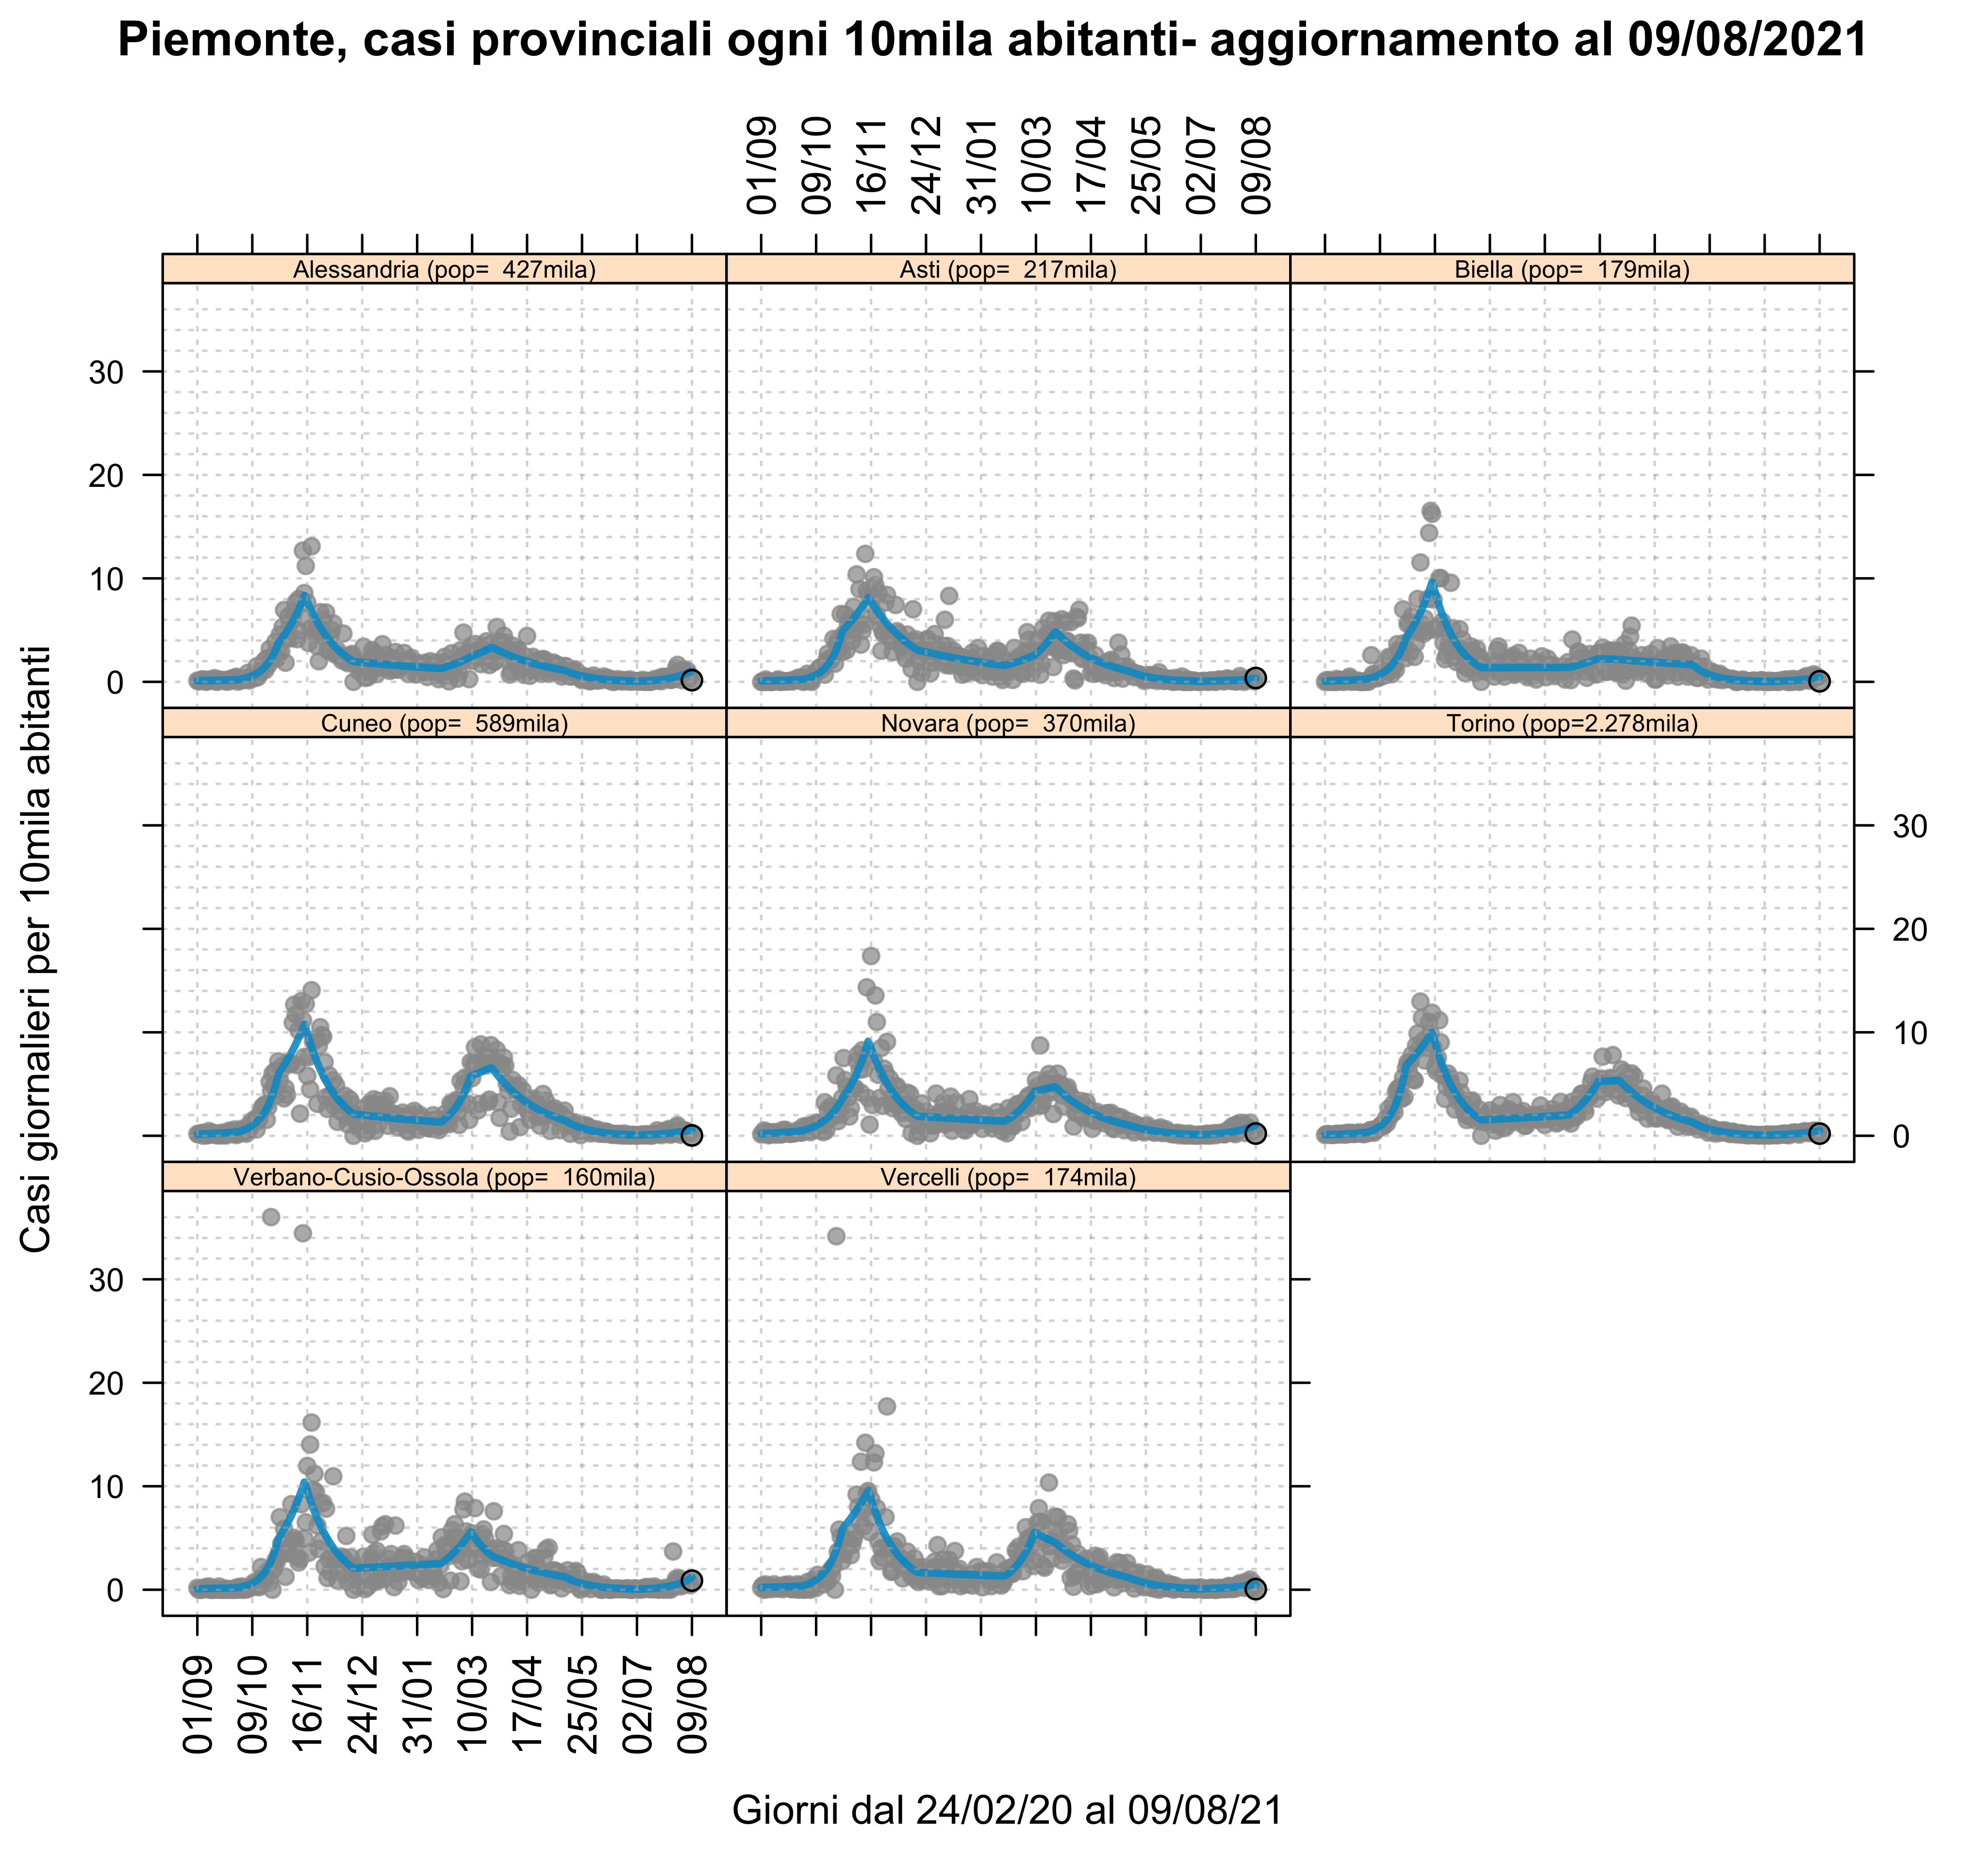 Piemonte, casi provinciali ogni 10mila abitanti- aggiornamento al 09/08/2021
01/09 09/10 16/11 24/12 31/01 10/03 17/04 25/05 02/07 09/08
Alessandria (pop= 427mila)
Asti (pop= 217mila)
Biella (pop= 179mila)
30
20
10
0
Cuneo (pop= 589mila)
Novara (pop= 370mila)
Torino (pop=2.278mila)
30
20
10
0
Verbano-Cusio-Ossola (pop= 160mila)
Vercelli (pop= 174mila)
30
20
10
0
Casi giornalieri per 10mila abitanti
01/09 09/10 16/11 24/12 31/01 10/03 17/04 25/05 02/07 09/08
Giorni dal 24/02/20 al 09/08/21